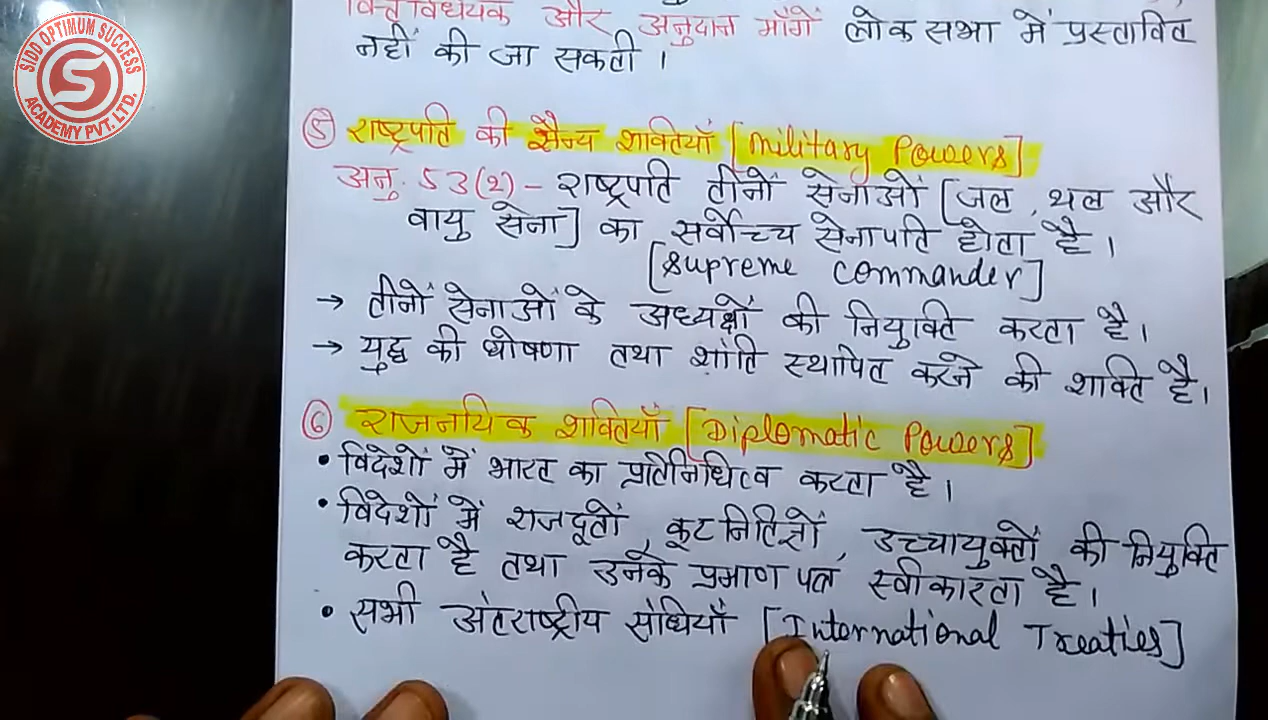 SIDD OPTIMUM SUCCESS
S
ACADEMY PVT. LTD.
वित्त विधेयक और अनुदान माँगें लोक सभा में प्रस्तावित
नहीं की जा सकती ।
⑤ राष्ट्रपति की सैन्य शक्तियाँ [Military Powers]
अनु. 53(2) - राष्ट्रपति तीनों सेनाओं [जल, थल और
वायु सेना] का सर्वोच्च सेनापति होता है ।
[Supreme Commander]
→ तीनों सेनाओं के अध्यक्षों की नियुक्ति करता है ।
→ युद्ध की घोषणा तथा शांति स्थापित करने की शक्ति है ।
⑥ राजनयिक शक्तियाँ [Diplomatic Powers]
• विदेशों में भारत का प्रतिनिधित्व करता है ।
• विदेशों में राजदूतों, कूटनितिज्ञों, उच्चायुक्तों की नियुक्ति
करता है तथा उनके प्रमाण पत्र स्वीकारता है ।
• सभी अंतराष्ट्रीय संधियाँ [International Treaties]